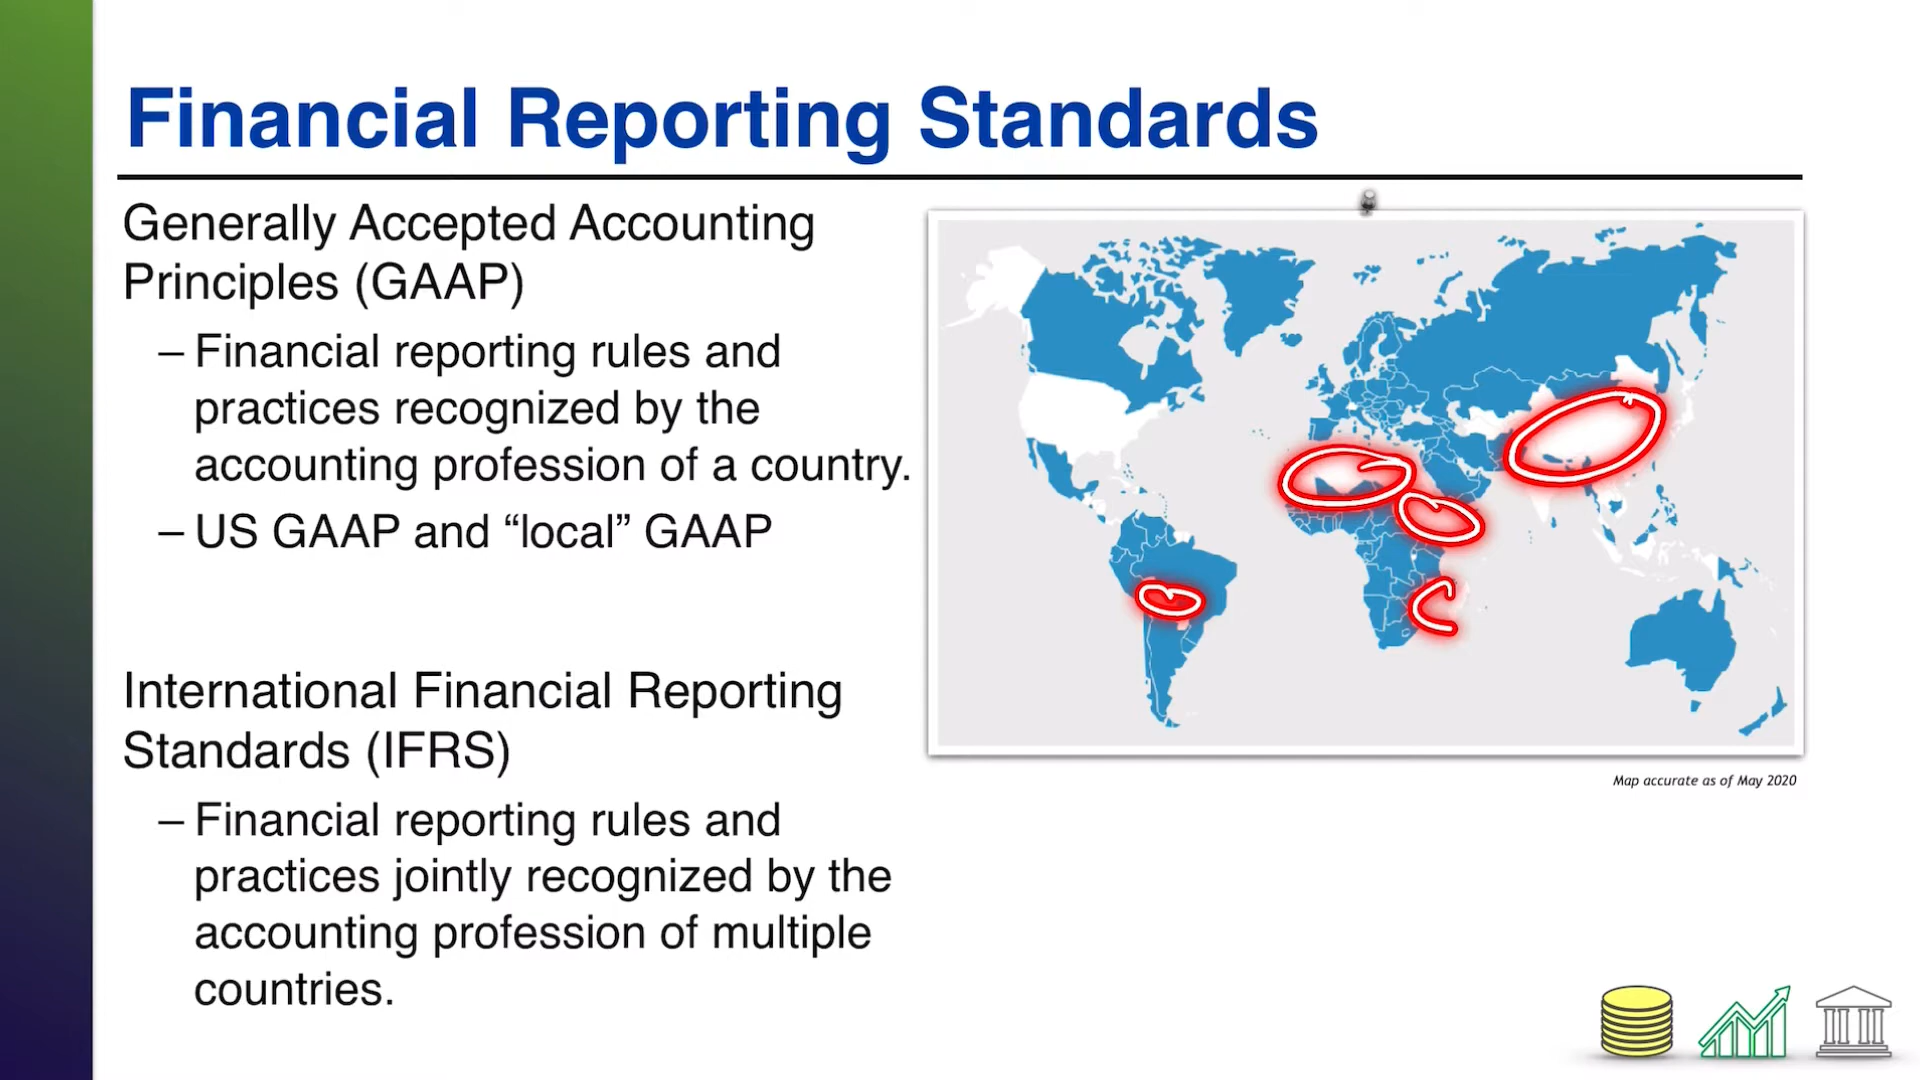 Financial Reporting Standards
Generally Accepted Accounting
Principles (GAAP)
– Financial reporting rules and
practices recognized by the
accounting profession of a country.
– US GAAP and “local” GAAP
International Financial Reporting
Standards (IFRS)
– Financial reporting rules and
practices jointly recognized by the
accounting profession of multiple
countries.
Map accurate as of May 2020